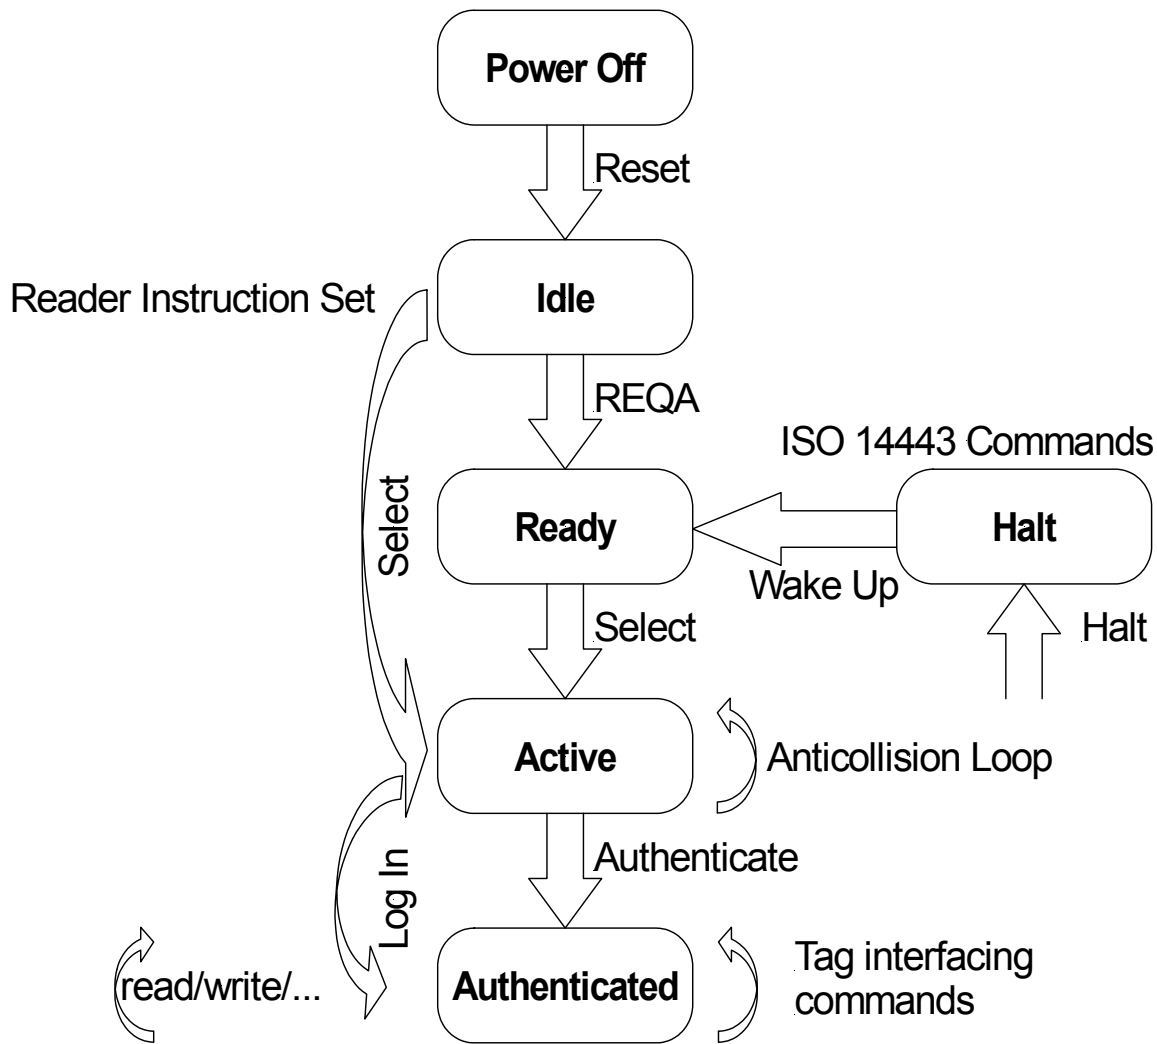 Power Off
Reset
Reader Instruction Set
Idle
REQA
ISO 14443 Commands
Select
Ready
Halt
Wake Up
Select
Halt
Active
Anticollision Loop
Authenticate
Log In
read/write/...
Authenticated
Tag interfacing
commands